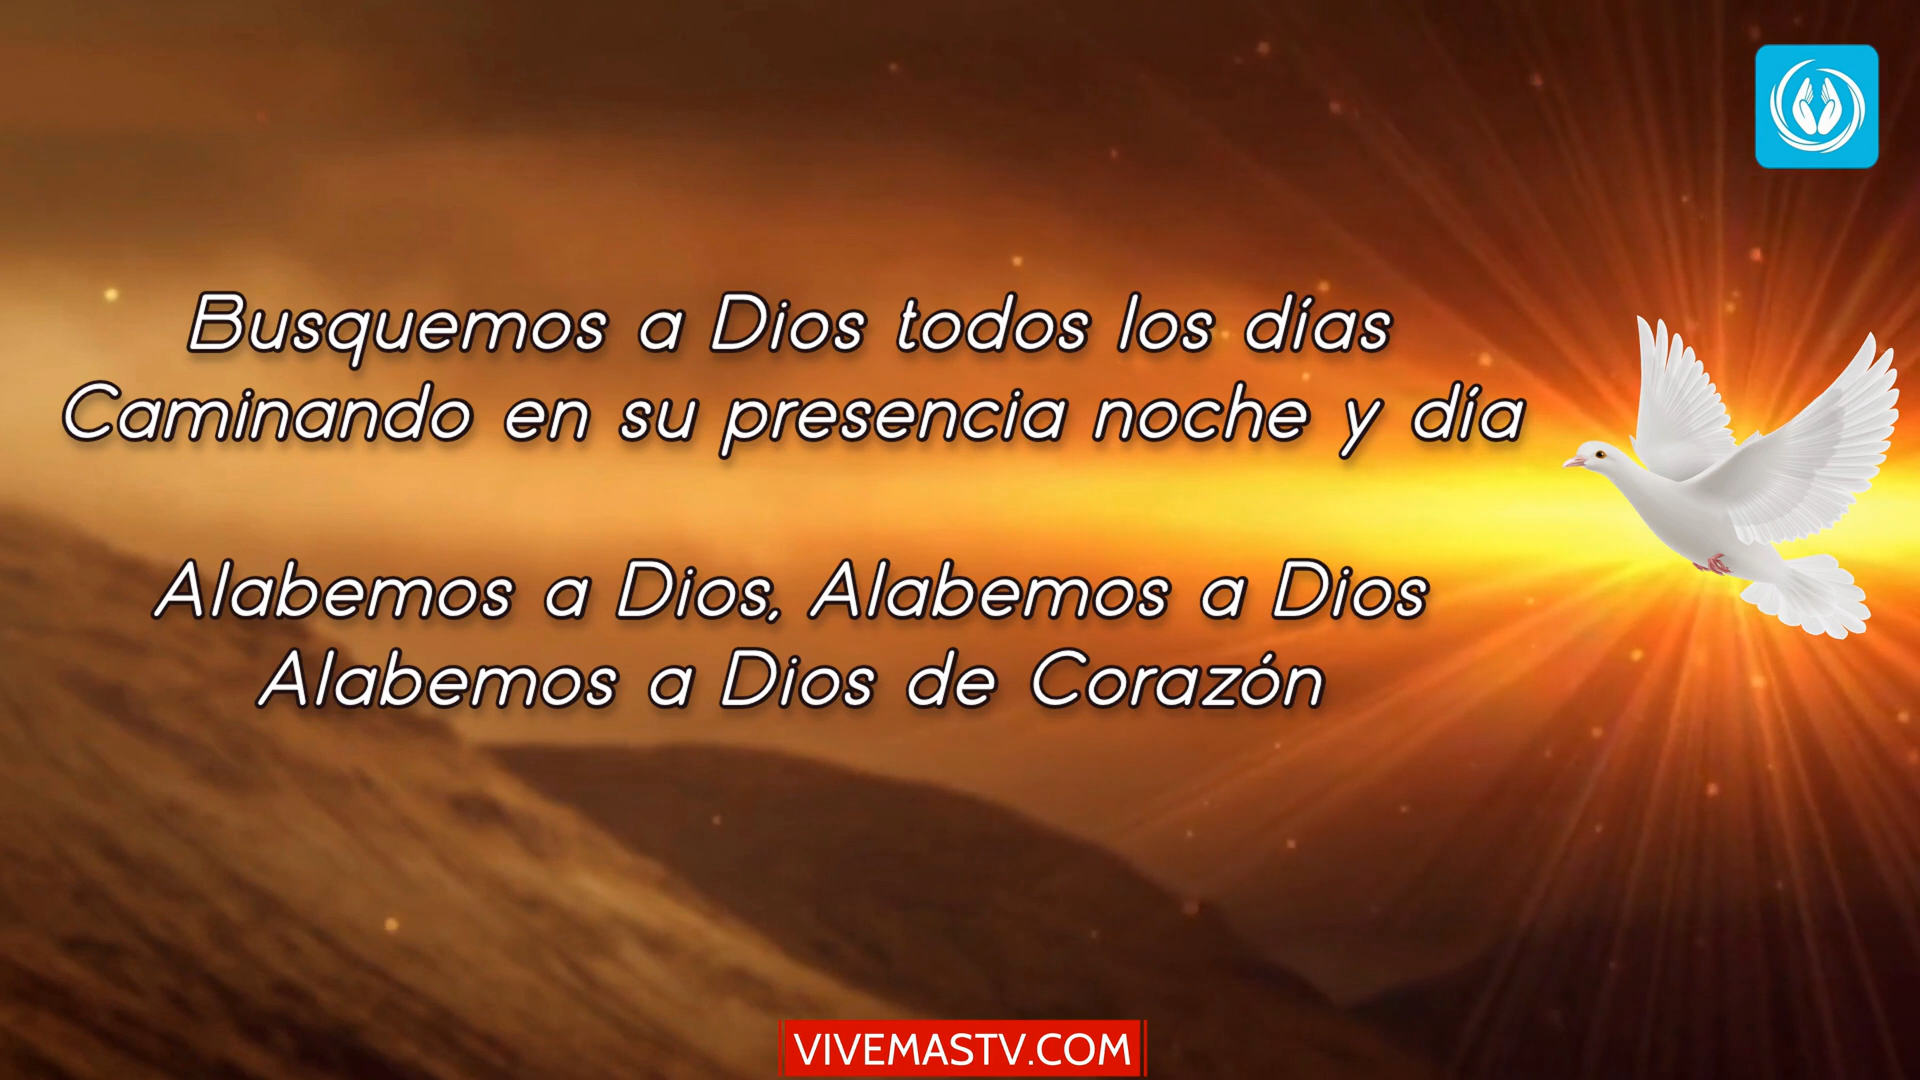 Busquemos a Dios todos los días
Caminando en su presencia noche y día
Alabemos a Dios, Alabemos a Dios
Alabemos a Dios de Corazón
VIVEMASTV.COM